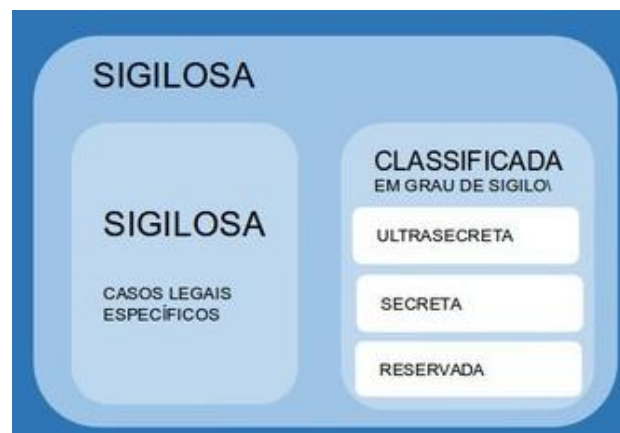 SIGILOSA
SIGILOSA
CASOS LEGAIS
ESPECÍFICOS
CLASSIFICADA
EM GRAU DE SIGILO\
ULTRASECRETA
SECRETA
RESERVADA